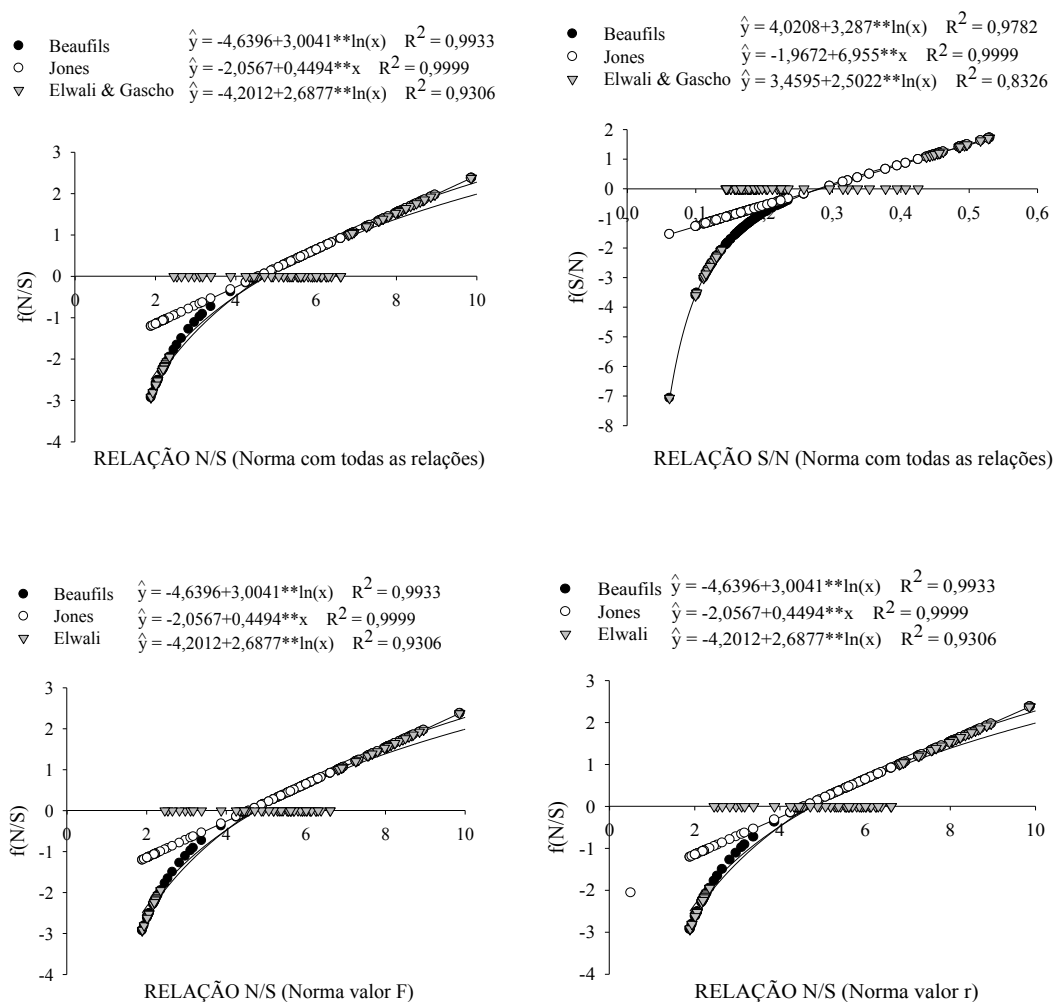 Beaufils ŷ = -4,6396+3,0041**ln(x) R² = 0,9933
Jones ŷ = -2,0567+0,4494**x R² = 0,9999
Elwali & Gascho ŷ = -4,2012+2,6877**ln(x) R² = 0,9306
3
2
1
0
-1
-2
-3
-4
0 2 4 6 8 10
f(N/S)
RELAÇÃO N/S (Norma com todas as relações)
Beaufils ŷ = 4,0208+3,287**ln(x) R² = 0,9782
Jones ŷ = -1,9672+6,955**x R² = 0,9999
Elwali & Gascho ŷ = 3,4595+2,5022**ln(x) R² = 0,8326
2
1
0
-1
-2
-3
-4
-5
-6
-7
-8
0,0 0,1 0,2 0,3 0,4 0,5 0,6
f(S/N)
RELAÇÃO S/N (Norma com todas as relações)
Beaufils ŷ = -4,6396+3,0041**ln(x) R² = 0,9933
Jones ŷ = -2,0567+0,4494**x R² = 0,9999
Elwali ŷ = -4,2012+2,6877**ln(x) R² = 0,9306
3
2
1
0
-1
-2
-3
-4
0 2 4 6 8 10
f(N/S)
RELAÇÃO N/S (Norma valor F)
Beaufils ŷ = -4,6396+3,0041**ln(x) R² = 0,9933
Jones ŷ = -2,0567+0,4494**x R² = 0,9999
Elwali ŷ = -4,2012+2,6877**ln(x) R² = 0,9306
3
2
1
0
-1
-2
-3
-4
0 2 4 6 8 10
f(N/S)
RELAÇÃO N/S (Norma valor r)